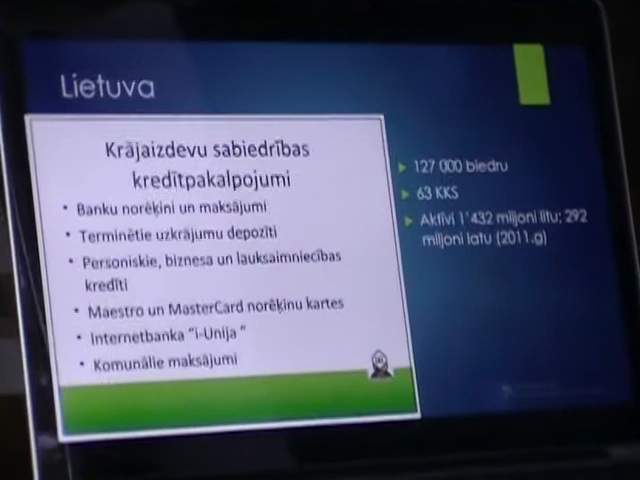 Lietuva
Krājaizdevu sabiedrības
kredītpakalpojumi
• Banku norēķini un maksājumi
• Terminētie uzkrājumu depozīti
• Personiskie, biznesa un lauksaimniecības
kredīti
• Maestro un MasterCard norēķinu kartes
• Internetbanka “i-Unija ”
• Komunālie maksājumi
127 000 biedru
63 KKS
Aktīvi 1’432 miljoni litu; 292
miljoni latu (2011.g)